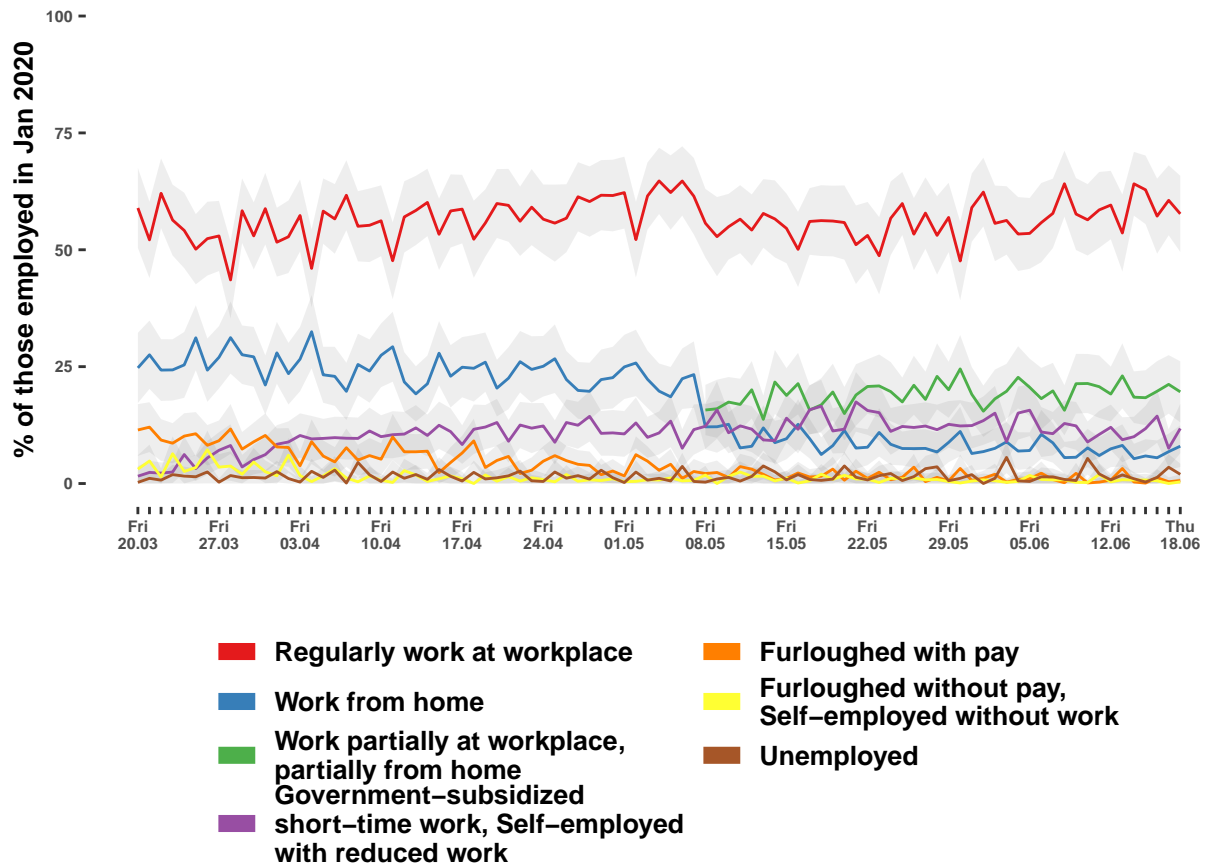 % of those employed in Jan 2020
100
75
50
25
0
Fri 20.03
Fri 27.03
Fri 03.04
Fri 10.04
Fri 17.04
Fri 24.04
Fri 01.05
Fri 08.05
Fri 15.05
Fri 22.05
Fri 29.05
Fri 05.06
Fri 12.06
Thu 18.06
Regularly work at workplace
Work from home
Work partially at workplace,
partially from home
Government−subsidized
short−time work, Self−employed
with reduced work
Furloughed with pay
Furloughed without pay,
Self−employed without work
Unemployed